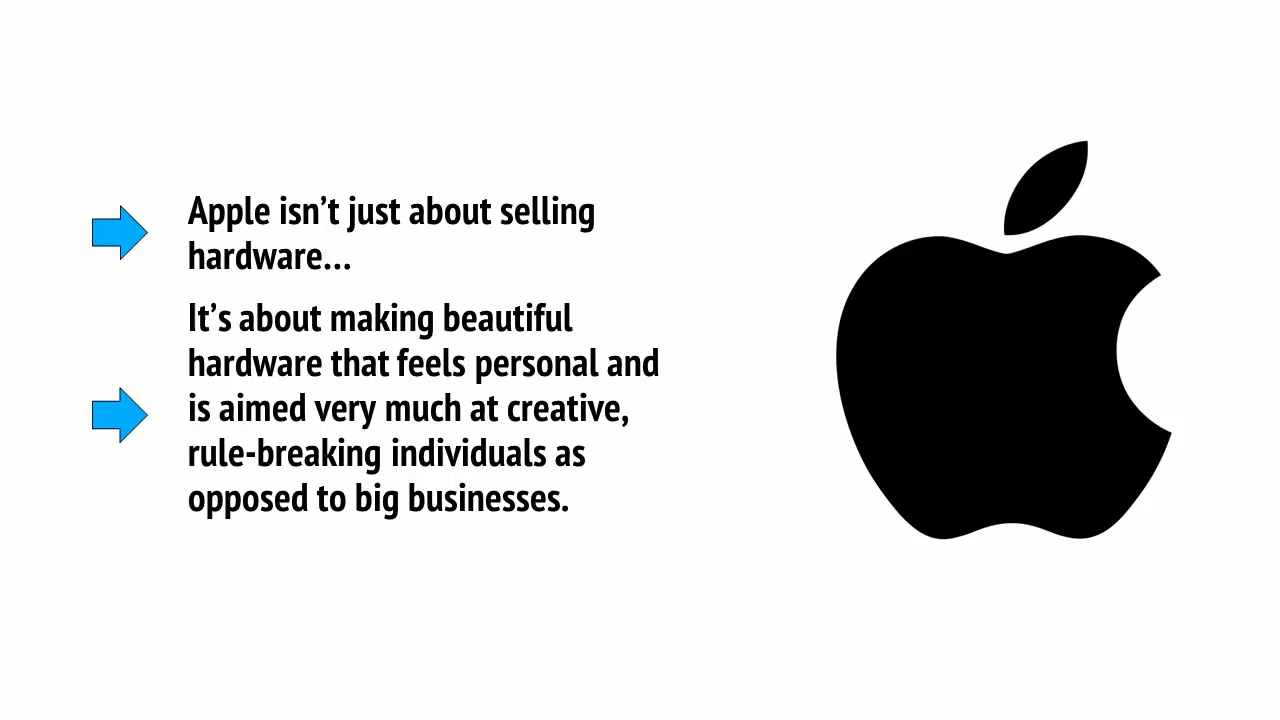 Apple isn’t just about selling
hardware...
It’s about making beautiful
hardware that feels personal and
is aimed very much at creative,
rule-breaking individuals as
opposed to big businesses.